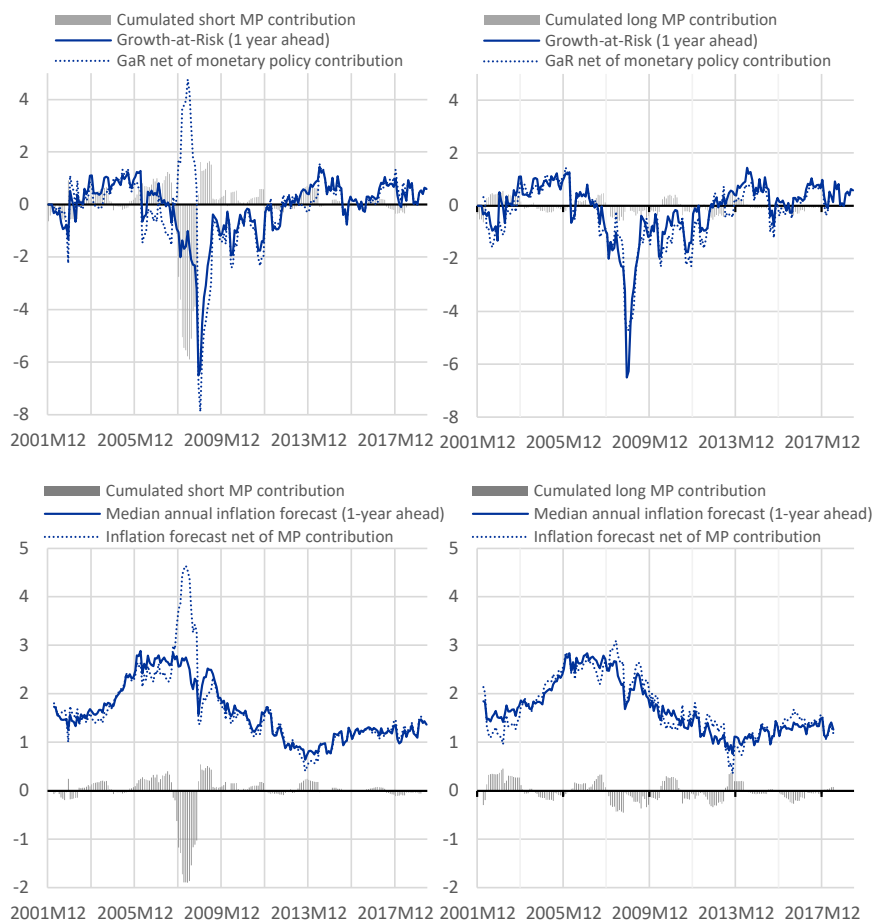 Cumulated short MP contribution
Growth-at-Risk (1 year ahead)
GaR net of monetary policy contribution
4
2
0
-2
-4
-6
-8
2001M12 2005M12 2009M12 2013M12 2017M12
Cumulated long MP contribution
Growth-at-Risk (1 year ahead)
GaR net of monetary policy contribution
4
2
0
-2
-4
-6
-8
2001M12 2005M12 2009M12 2013M12 2017M12
Cumulated short MP contribution
Median annual inflation forecast (1-year ahead)
Inflation forecast net of MP contribution
5
4
3
2
1
0
-1
-2
2001M12 2005M12 2009M12 2013M12 2017M12
Cumulated long MP contribution
Median annual inflation forecast (1-year ahead)
Inflation forecast net of MP contribution
5
4
3
2
1
0
-1
-2
2001M12 2005M12 2009M12 2013M12 2017M12